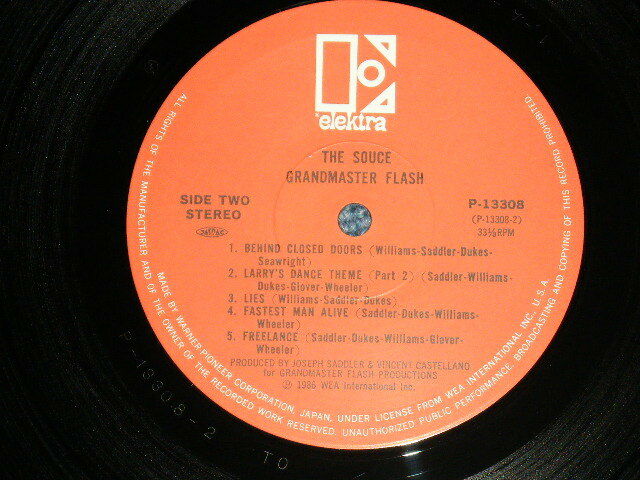 elektra
THE SOUCE
GRANDMASTER FLASH
SIDE TWO
STEREO
P-13308
(P-13308-2)
33⅓RPM
1. BEHIND CLOSED DOORS (Williams-Saddler-Dukes-
Seawright)
2. LARRY'S DANCE THEME (Part 2) (Saddler-Williams-
Dukes-Glover-Wheeler)
3. LIES (Williams-Saddler-Dukes)
4. FASTEST MAN ALIVE (Saddler-Dukes-Williams-
Wheeler)
5. FREELANCE (Saddler-Dukes-Williams-Glover-
Wheeler)
PRODUCED BY JOSEPH SADDLER & VINCENT CASTELLANO
for GRANDMASTER FLASH PRODUCTIONS
℗ 1986 WEA International Inc.
ALL RIGHTS OF THE MANUFACTURER AND OF THE OWNER OF THE RECORDED WORK RESERVED. UNAUTHORIZED PUBLIC PERFORMANCE, BROADCASTING AND COPYING OF THIS RECORD PROHIBITED.
MADE BY WARNER-PIONEER CORPORATION, JAPAN, UNDER LICENSE FROM WEA INTERNATIONAL INC., U.S.A.
P-13308-2 TO